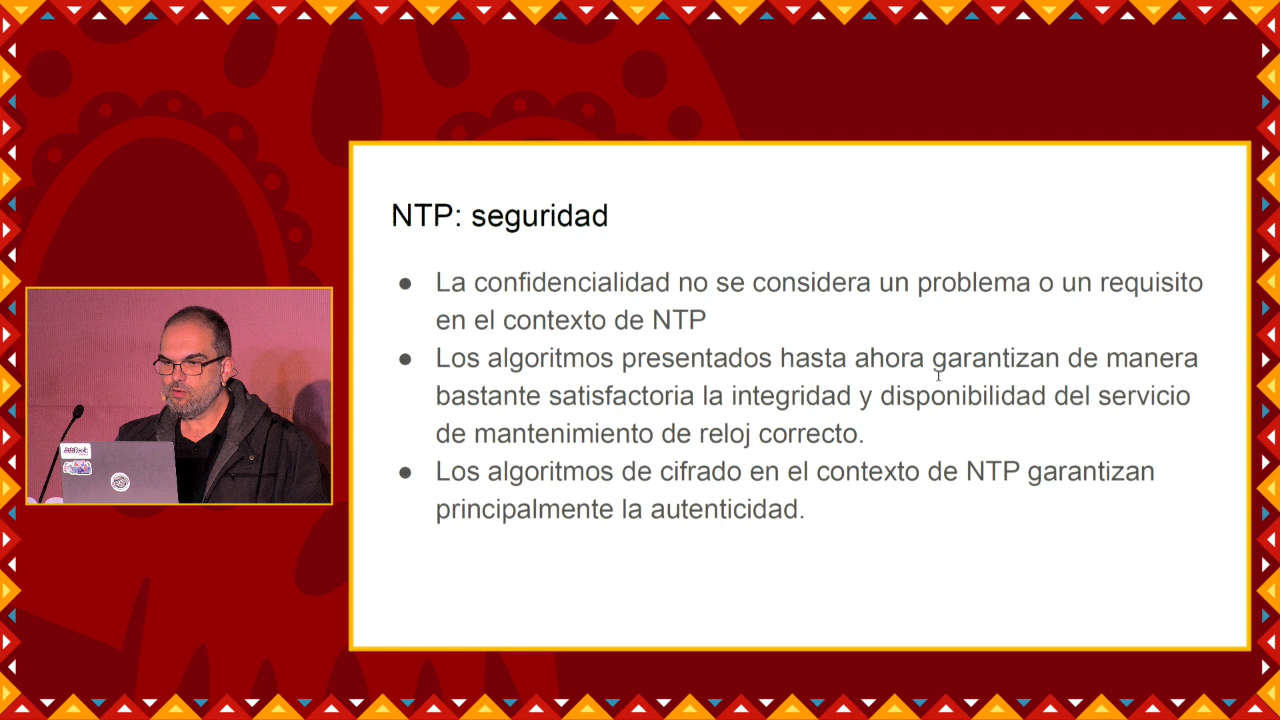 NTP: seguridad
● La confidencialidad no se considera un problema o un requisito
en el contexto de NTP
● Los algoritmos presentados hasta ahora garantizan de manera
bastante satisfactoria la integridad y disponibilidad del servicio
de mantenimiento de reloj correcto.
● Los algoritmos de cifrado en el contexto de NTP garantizan
principalmente la autenticidad.